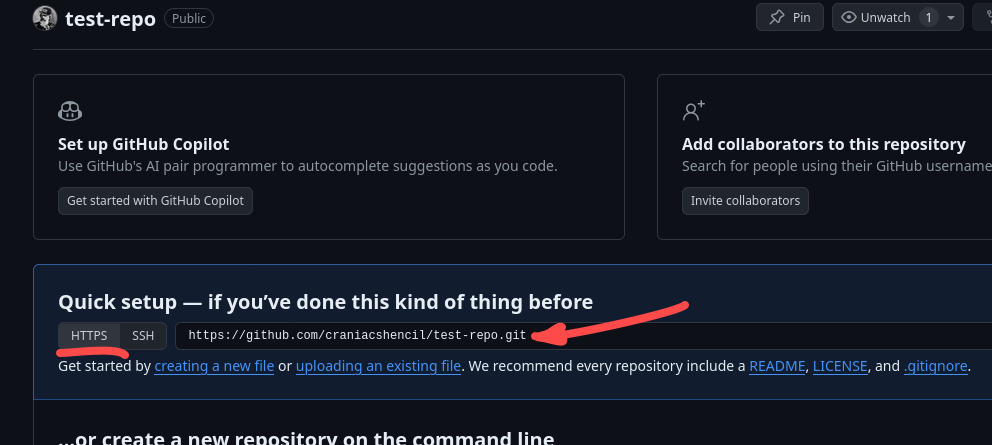 test-repo Public Pin Unwatch 1
Set up GitHub Copilot
Use GitHub's AI pair programmer to autocomplete suggestions as you code.
Get started with GitHub Copilot
Add collaborators to this repository
Search for people using their GitHub username
Invite collaborators
Quick setup — if you’ve done this kind of thing before
HTTPS SSH https://github.com/craniacshencil/test-repo.git
Get started by creating a new file or uploading an existing file. We recommend every repository include a README, LICENSE, and .gitignore.
…or create a new repository on the command line